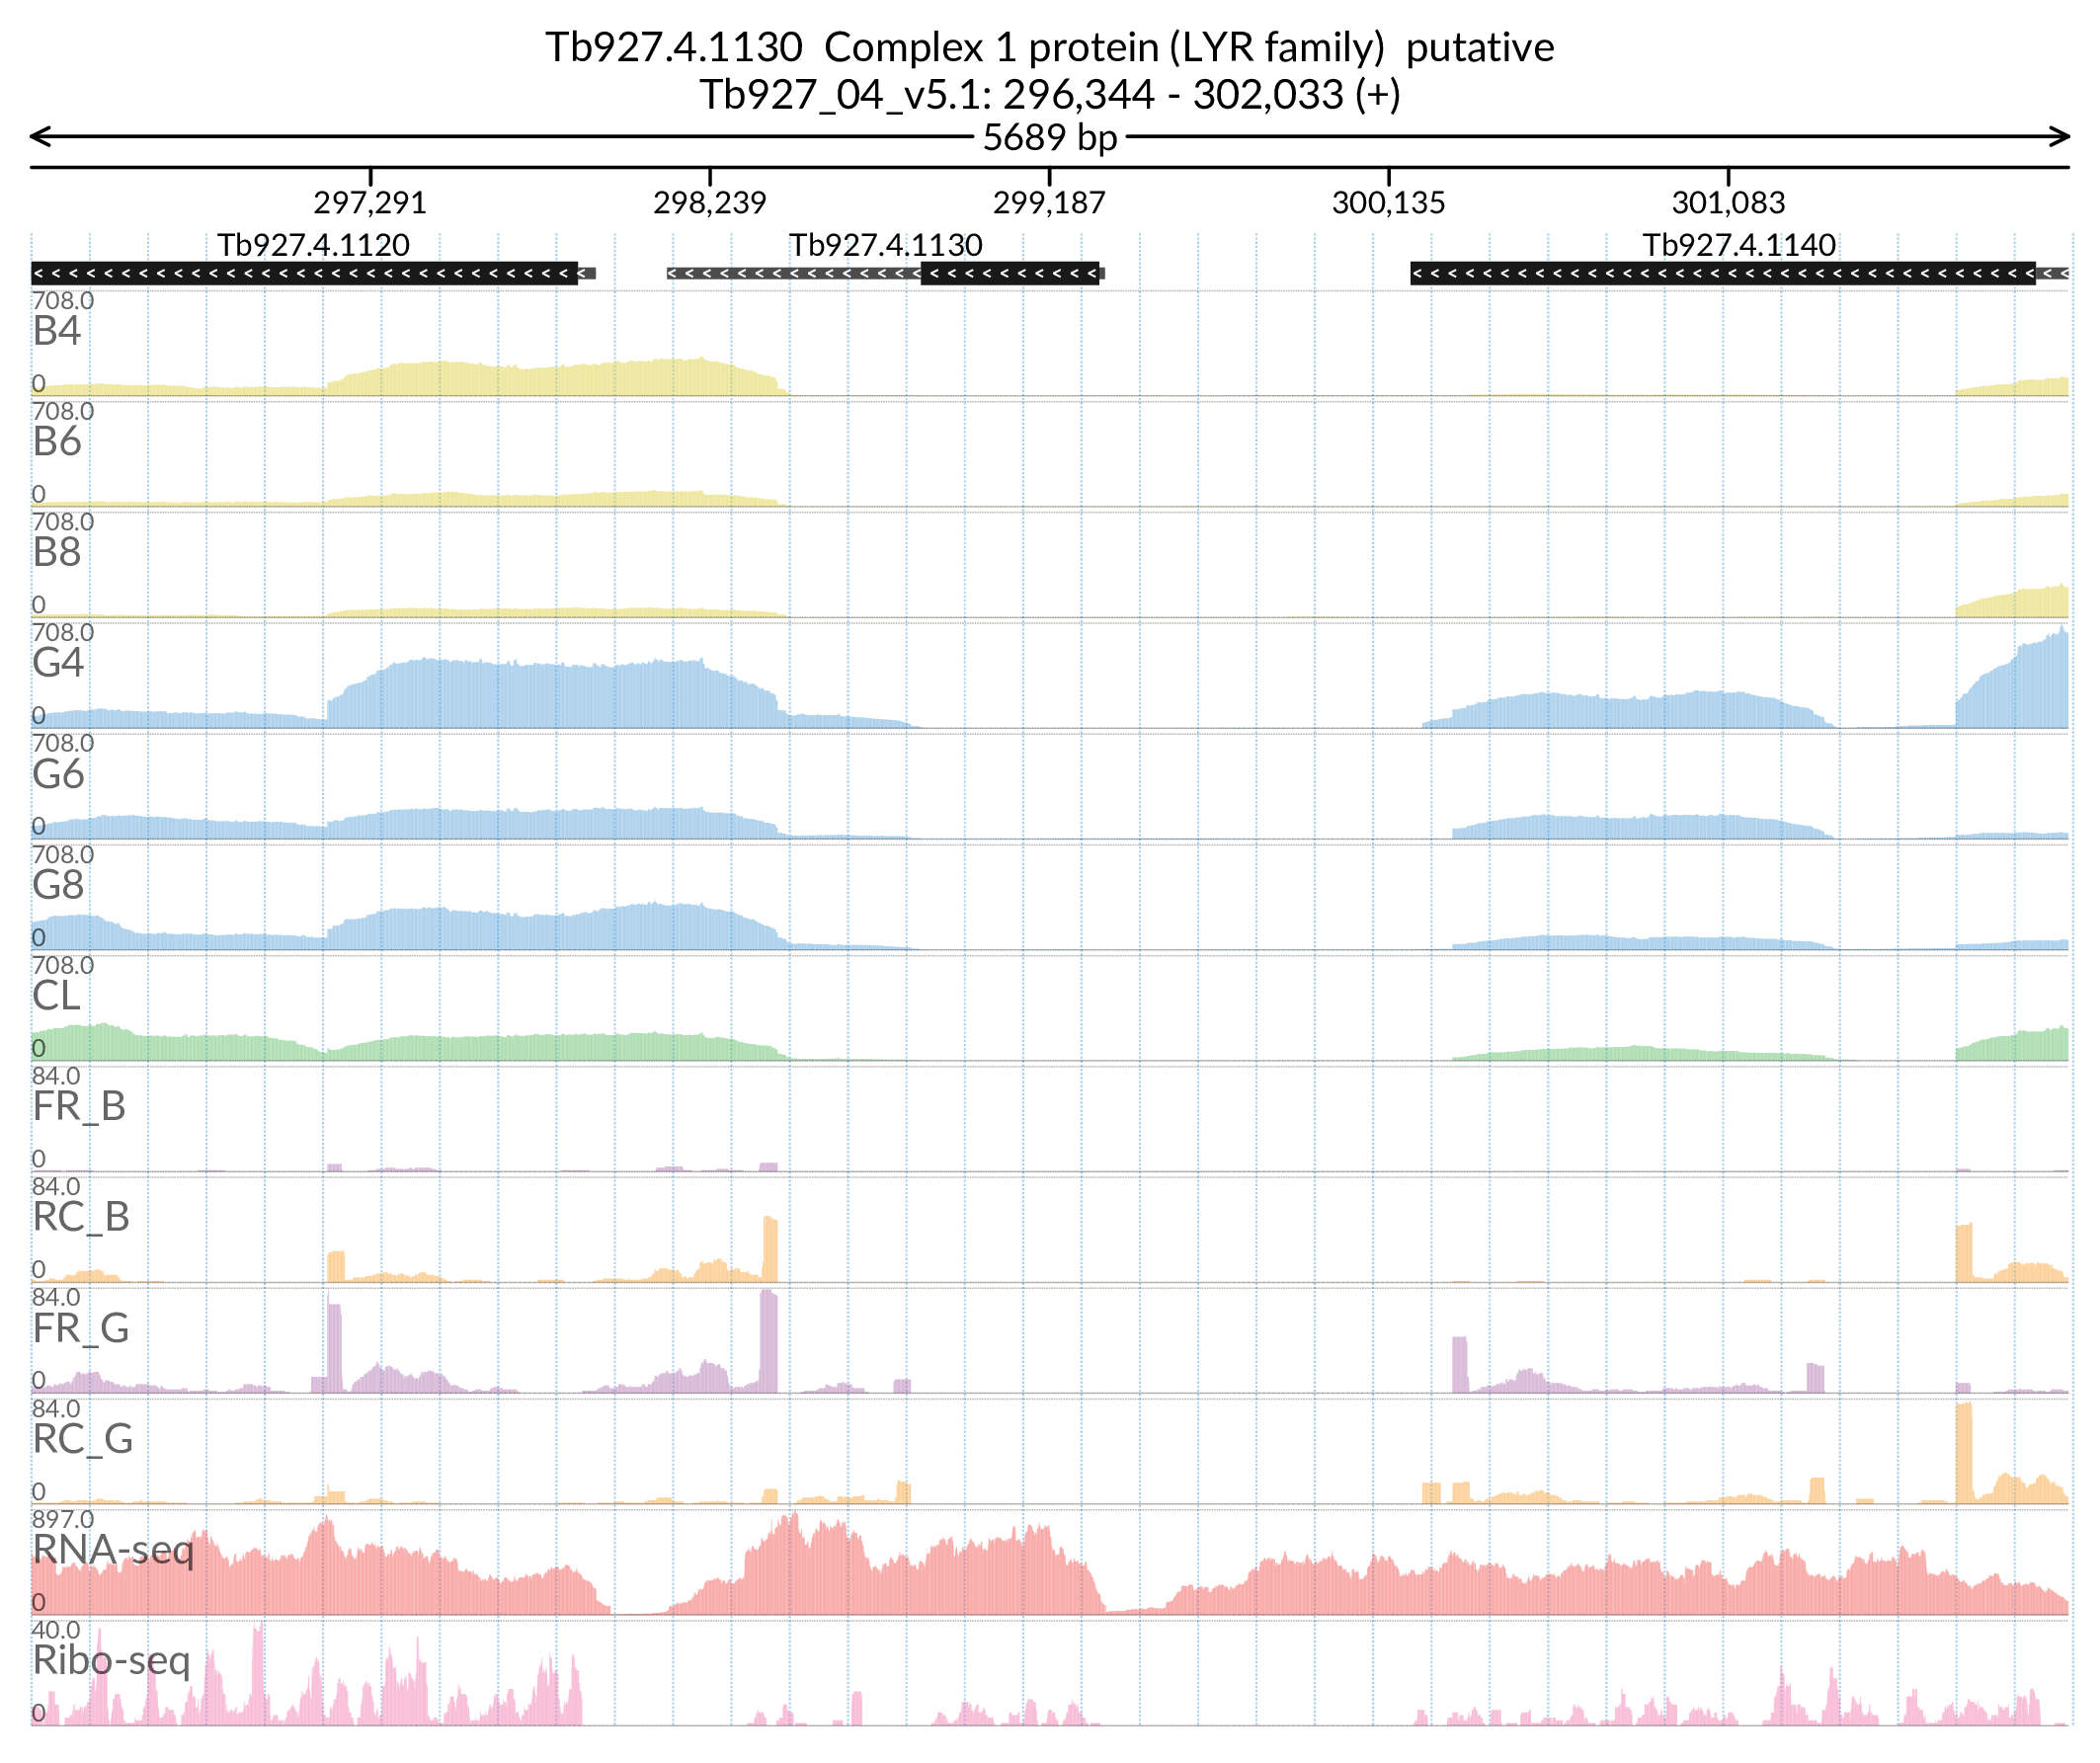 Tb927.4.1130  Complex 1 protein (LYR family)  putative
Tb927_04_v5.1: 296,344 - 302,033 (+)
5689 bp
297,291 298,239 299,187 300,135 301,083
Tb927.4.1120 Tb927.4.1130 Tb927.4.1140
708.0
B4
0
708.0
B6
0
708.0
B8
0
708.0
G4
0
708.0
G6
0
708.0
G8
0
708.0
CL
0
84.0
FR_B
0
84.0
RC_B
0
84.0
FR_G
0
84.0
RC_G
0
897.0
RNA-seq
0
40.0
Ribo-seq
0